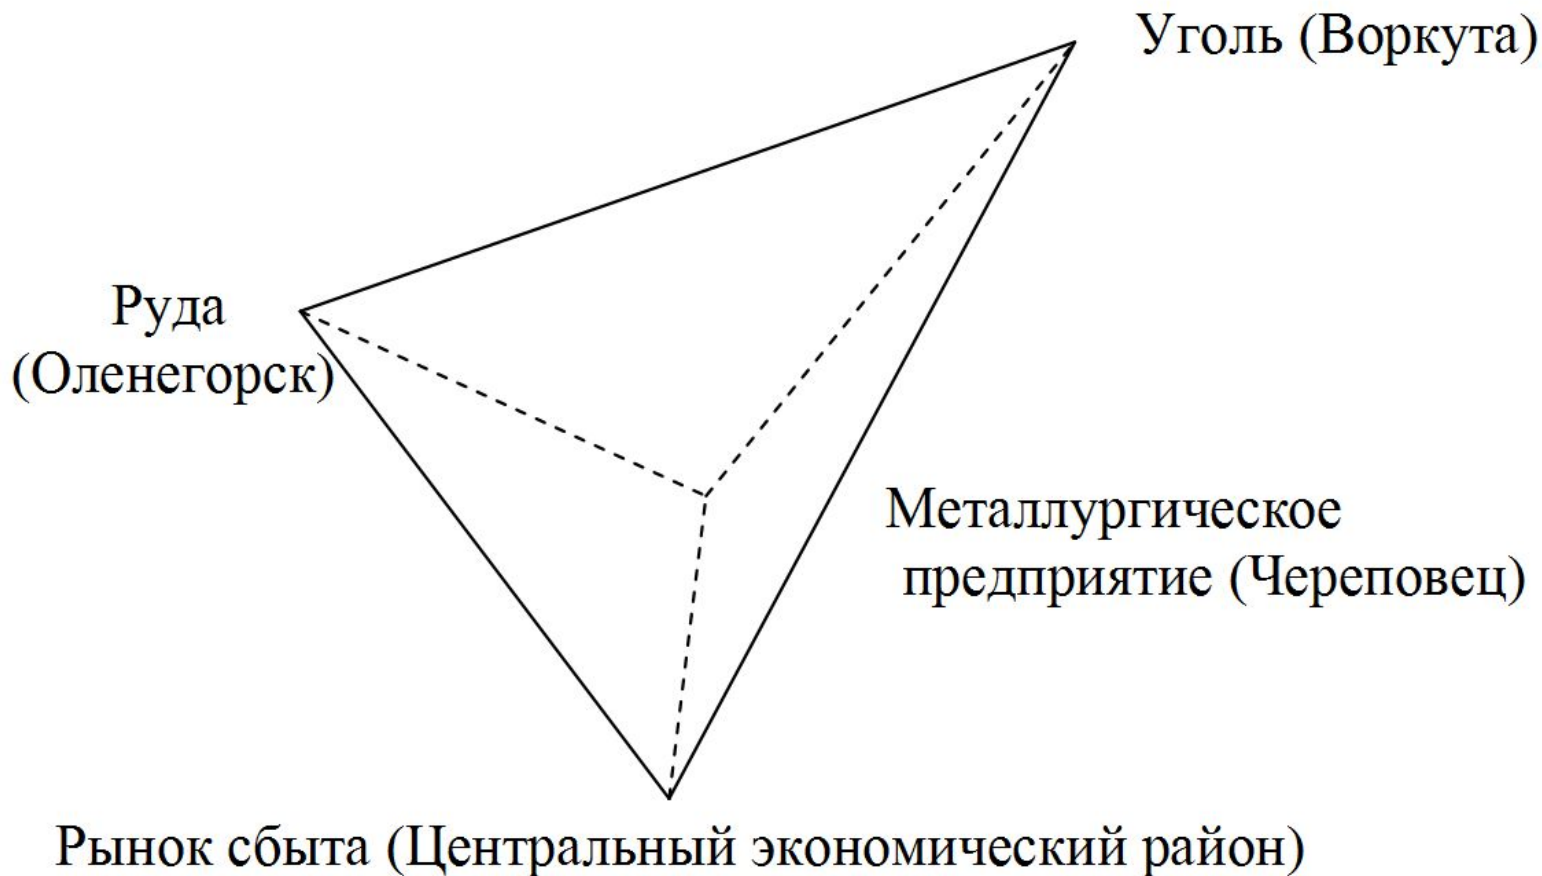 Уголь (Воркута)
Руда
(Оленегорск)
Металлургическое
предприятие (Череповец)
Рынок сбыта (Центральный экономический район)